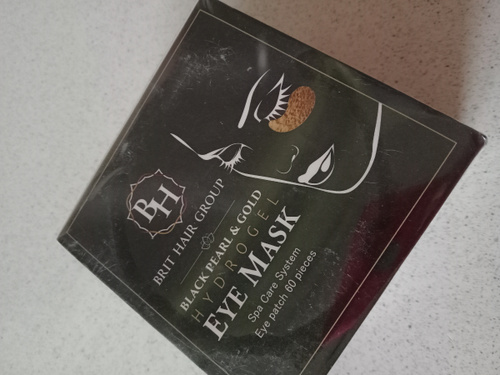 BH
BRIT HAIR GROUP
BLACK PEARL & GOLD
HYDROGEL
EYE MASK
Spa Care System
Eye patch 60 pieces